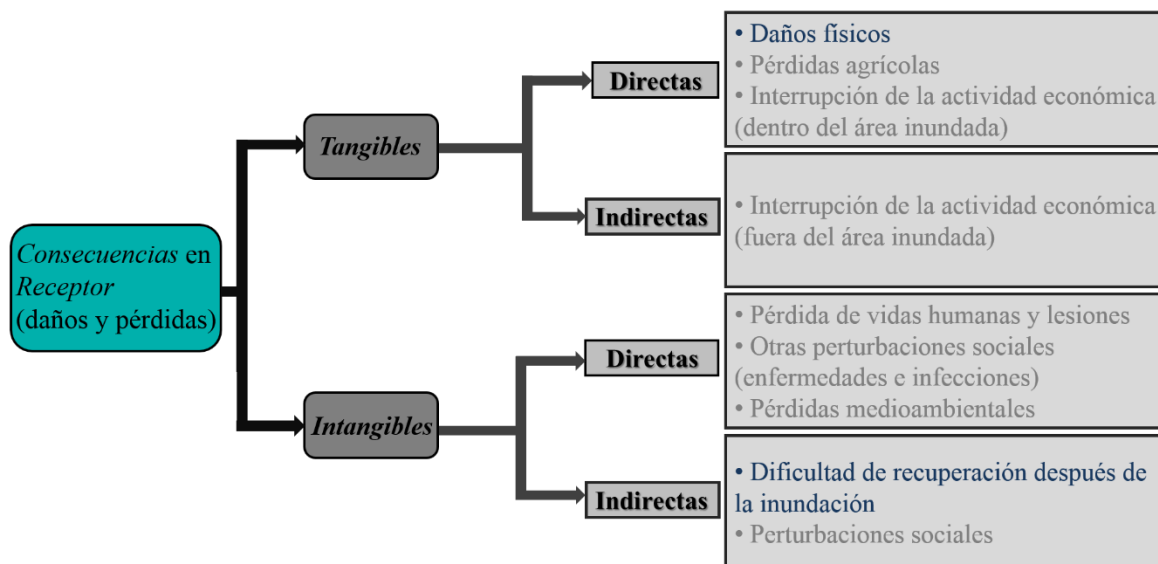 Consecuencias en
Receptor
(daños y pérdidas)
Tangibles
Directas
• Daños físicos
• Pérdidas agrícolas
• Interrupción de la actividad económica
(dentro del área inundada)
Indirectas
• Interrupción de la actividad económica
(fuera del área inundada)
Intangibles
Directas
• Pérdida de vidas humanas y lesiones
• Otras perturbaciones sociales
(enfermedades e infecciones)
• Pérdidas medioambientales
Indirectas
• Dificultad de recuperación después de
la inundación
• Perturbaciones sociales